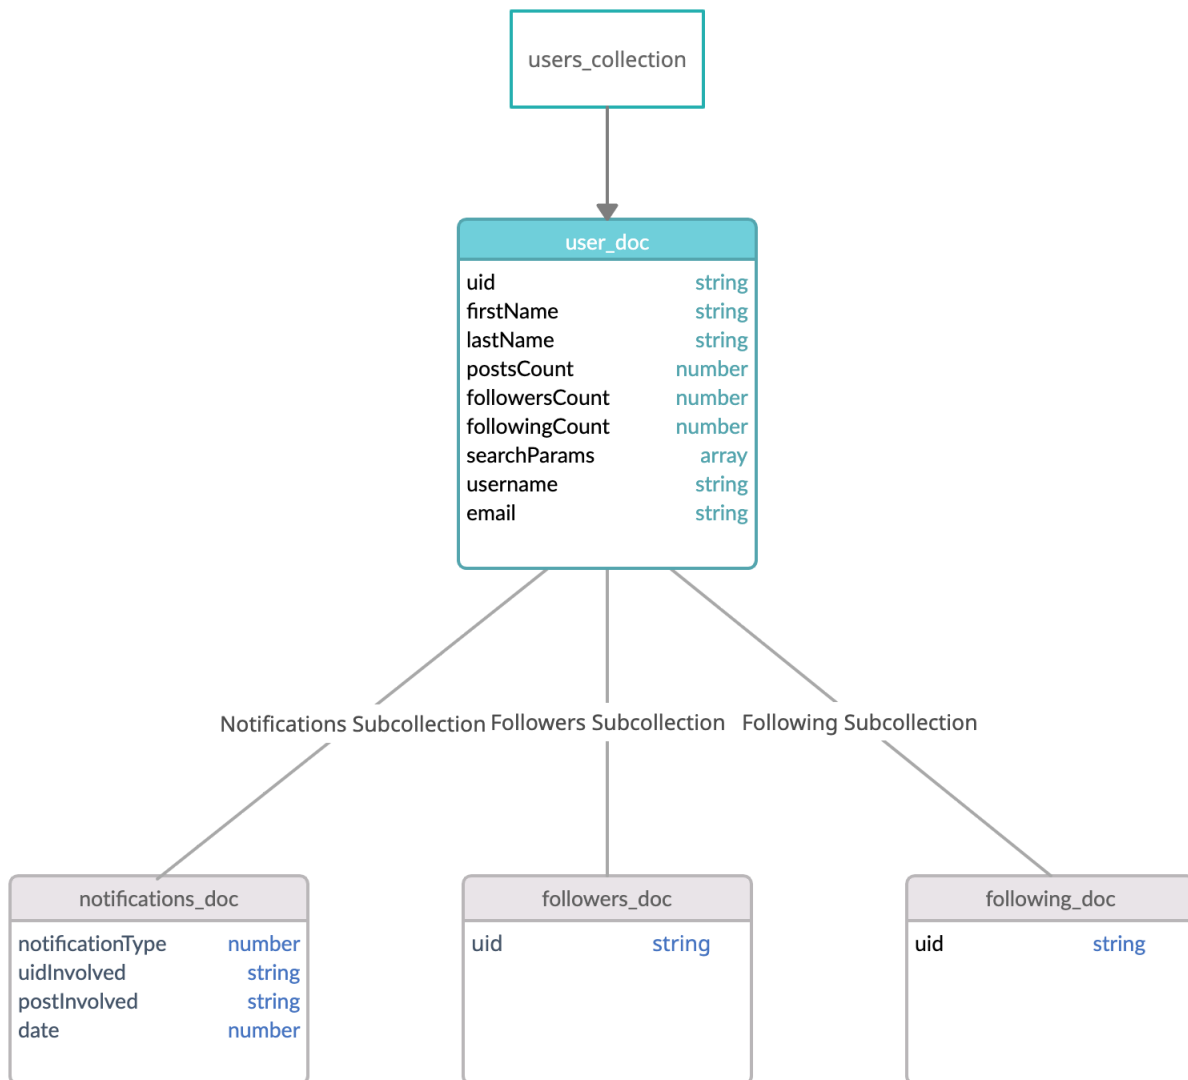 users_collection
user_doc
uid string
firstName string
lastName string
postsCount number
followersCount number
followingCount number
searchParams array
username string
email string
Notifications Subcollection Followers Subcollection Following Subcollection
notifications_doc
notificationType number
uidInvolved string
postInvolved string
date number
followers_doc
uid string
following_doc
uid string